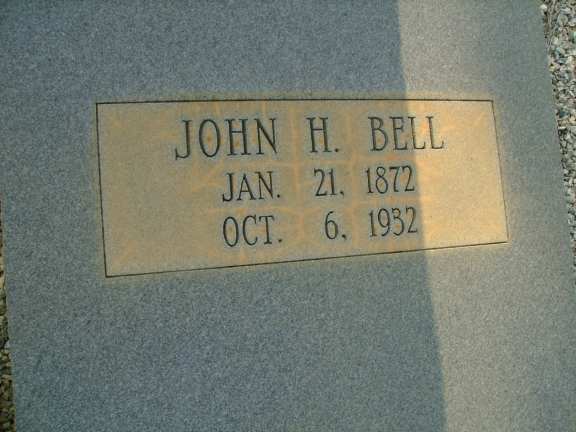 JOHN H. BELL
JAN. 21, 1872
OCT. 6, 1932